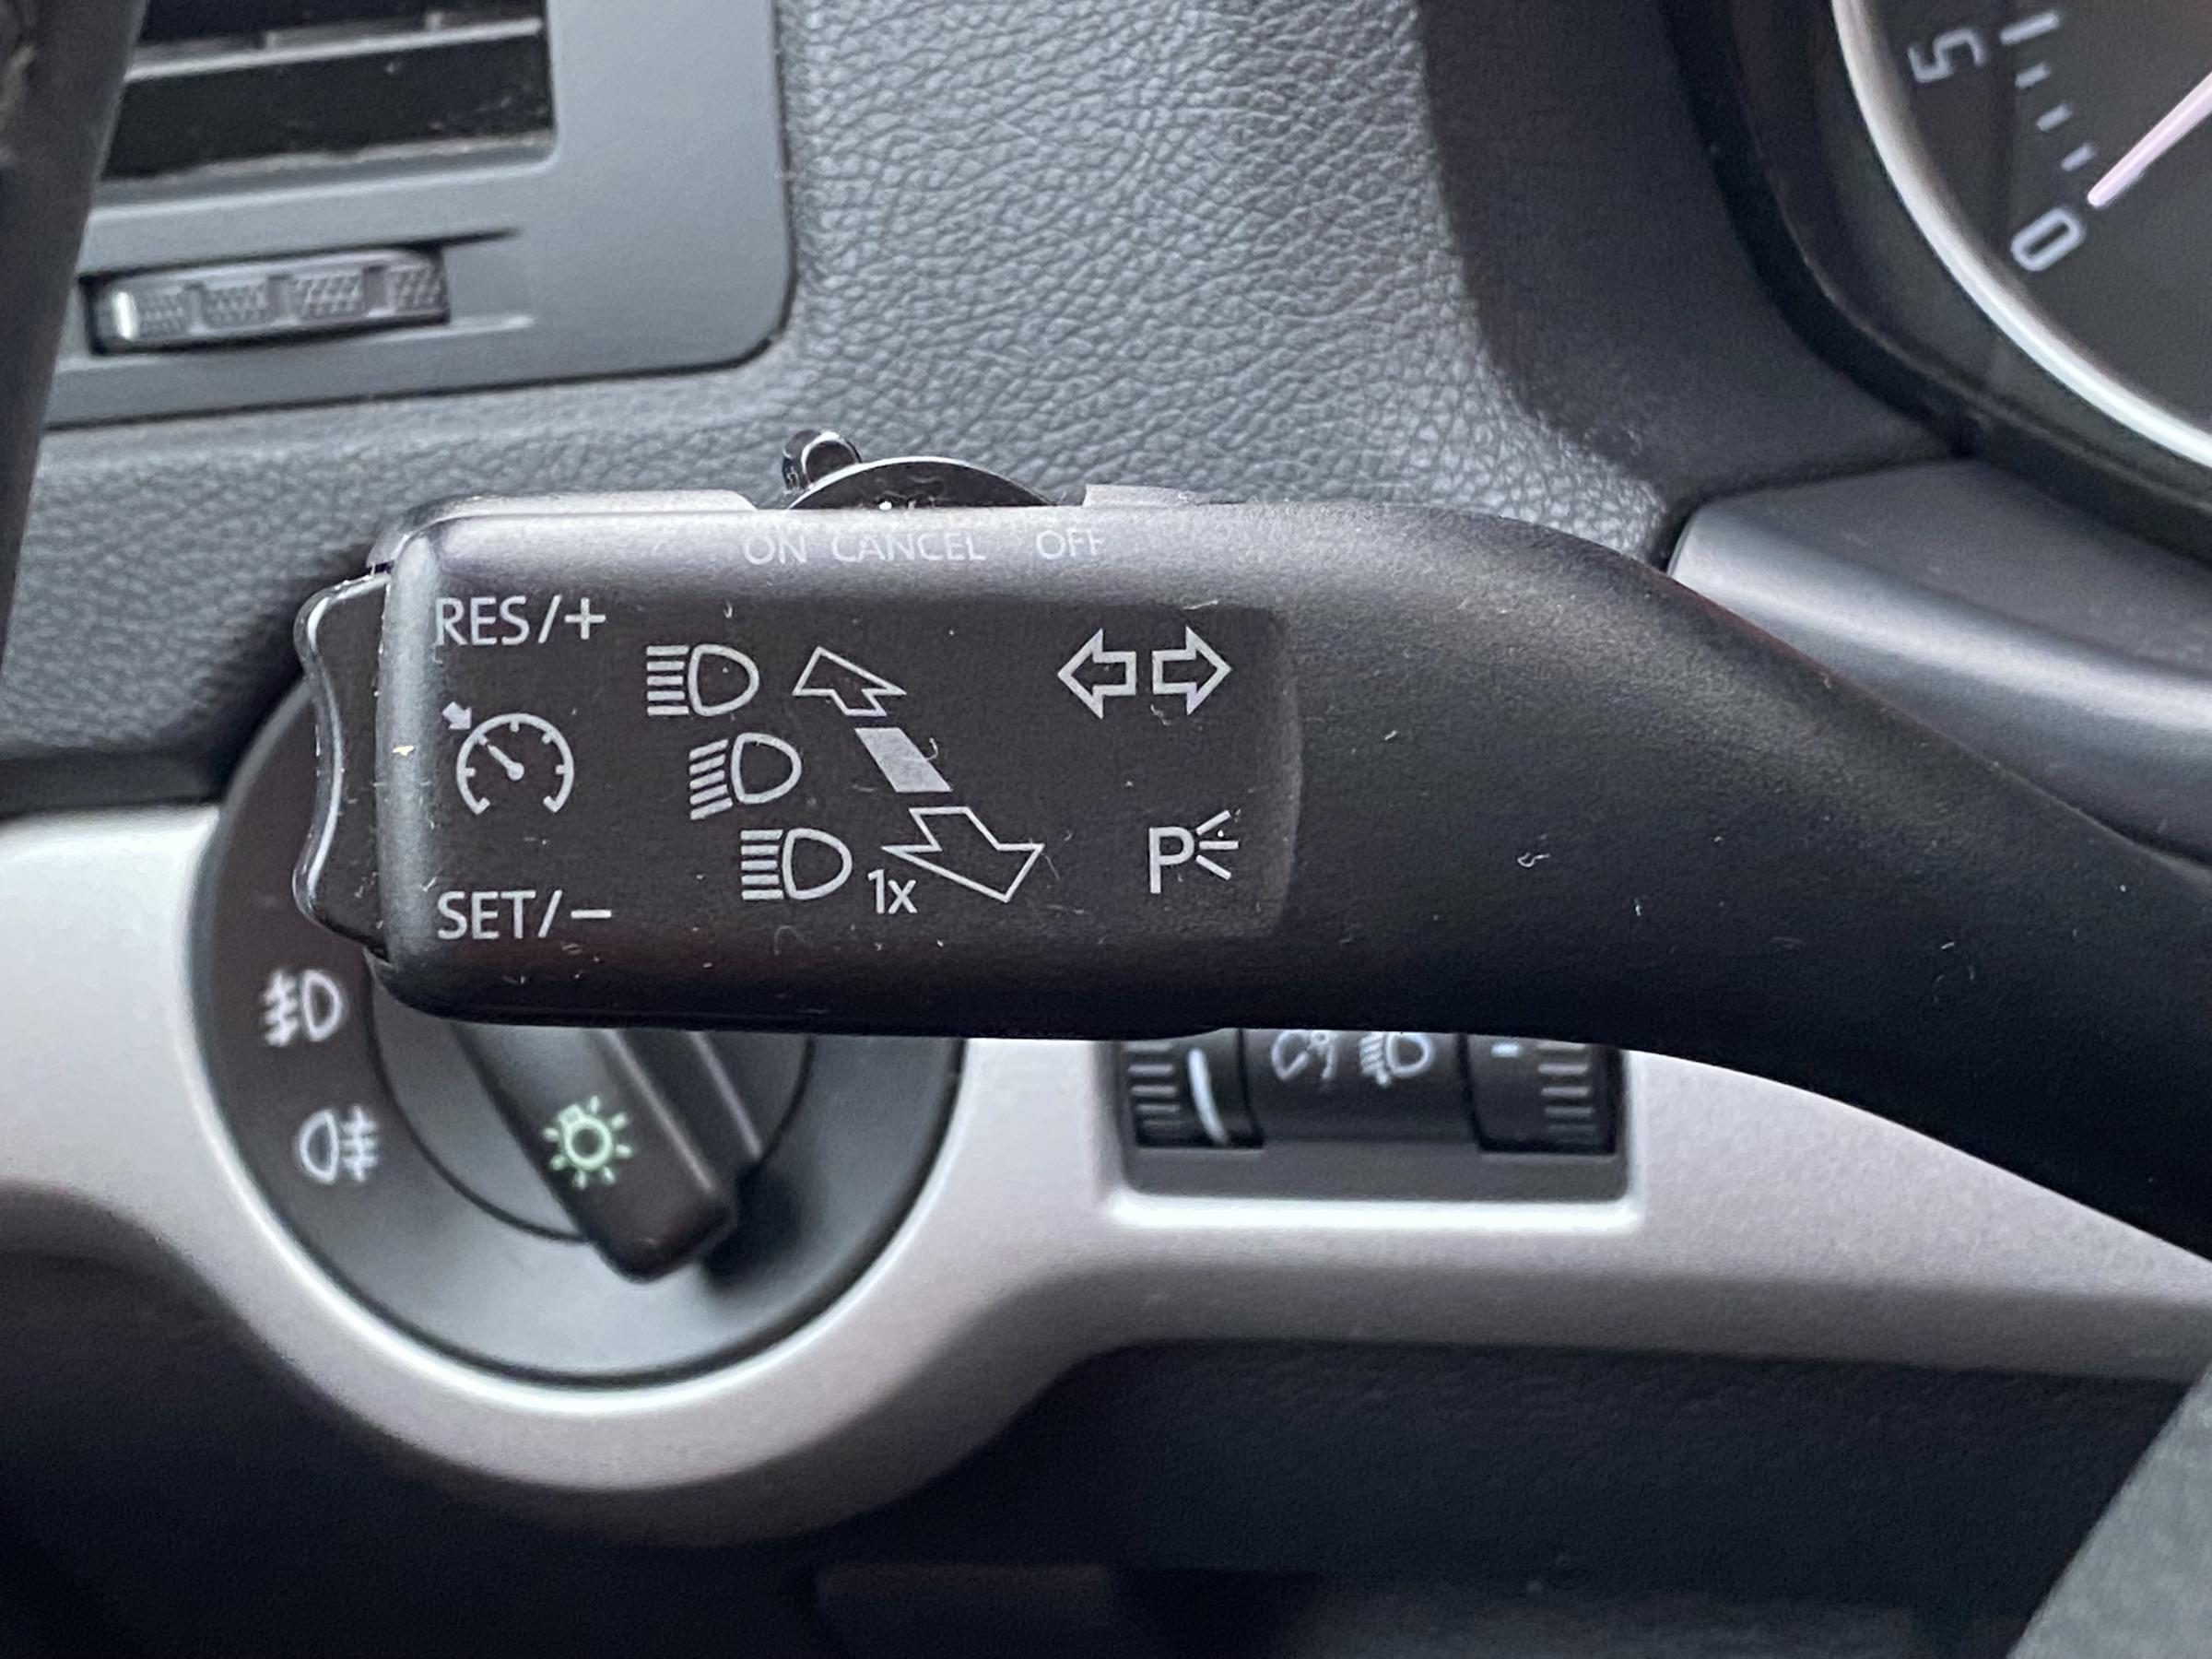 5
0
ON CANCEL OFF
RES/+
1x
P
SET/−